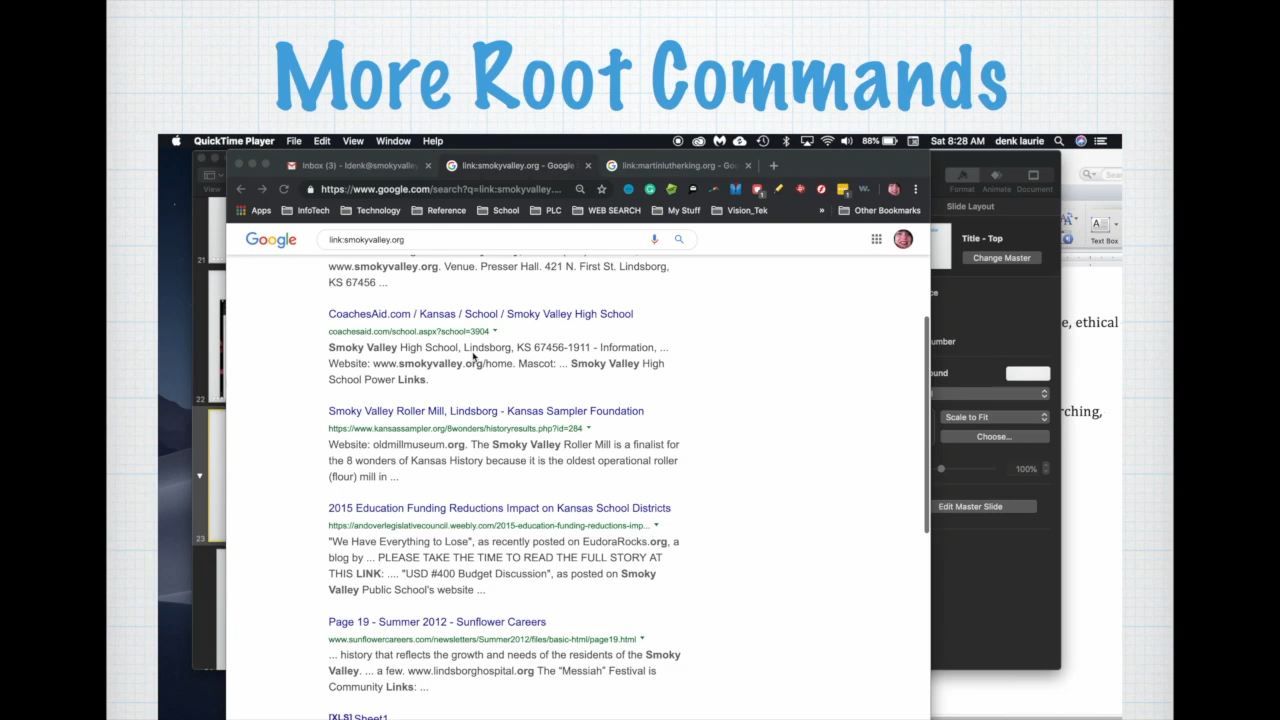 More Root Commands
QuickTime Player File Edit View Window Help 88% Sat 8:28 AM denk laurie
Inbox (3) - ldenk@smokyvalley link:smokyvalley.org - Google link:martinlutherking.org - Go
https://www.google.com/search?q=link:smokyvalley....
Apps InfoTech Technology Reference School PLC WEB SEARCH My Stuff Vision_Tek » Other Bookmarks
Google link:smokyvalley.org
www.smokyvalley.org. Venue. Presser Hall. 421 N. First St. Lindsborg,
KS 67456 ...
CoachesAid.com / Kansas / School / Smoky Valley High School
coachesaid.com/school.aspx?school=3904
Smoky Valley High School, Lindsborg, KS 67456-1911 - Information, ...
Website: www.smokyvalley.org/home. Mascot: ... Smoky Valley High
School Power Links.
Smoky Valley Roller Mill, Lindsborg - Kansas Sampler Foundation
https://www.kansassampler.org/8wonders/historyresults.php?id=284
Website: oldmillmuseum.org. The Smoky Valley Roller Mill is a finalist for
the 8 wonders of Kansas History because it is the oldest operational roller
(flour) mill in ...
2015 Education Funding Reductions Impact on Kansas School Districts
https://andoverlegislativecouncil.weebly.com/2015-education-funding-reductions-imp...
"We Have Everything to Lose", as recently posted on EudoraRocks.org, a
blog by ... PLEASE TAKE THE TIME TO READ THE FULL STORY AT
THIS LINK: .... "USD #400 Budget Discussion", as posted on Smoky
Valley Public School's website ...
Page 19 - Summer 2012 - Sunflower Careers
www.sunflowercareers.com/newsletters/Summer2012/files/basic-html/page19.html
... history that reflects the growth and needs of the residents of the Smoky
Valley. ... a few. www.lindsborghospital.org The "Messiah" Festival is
Community Links: ...
[XLS] Sheet1
View
21
22
23
Format Animate Document
Slide Layout
Title - Top
Change Master
Scale to Fit
Choose...
100%
Edit Master Slide
Text Box
e, ethical
rching,